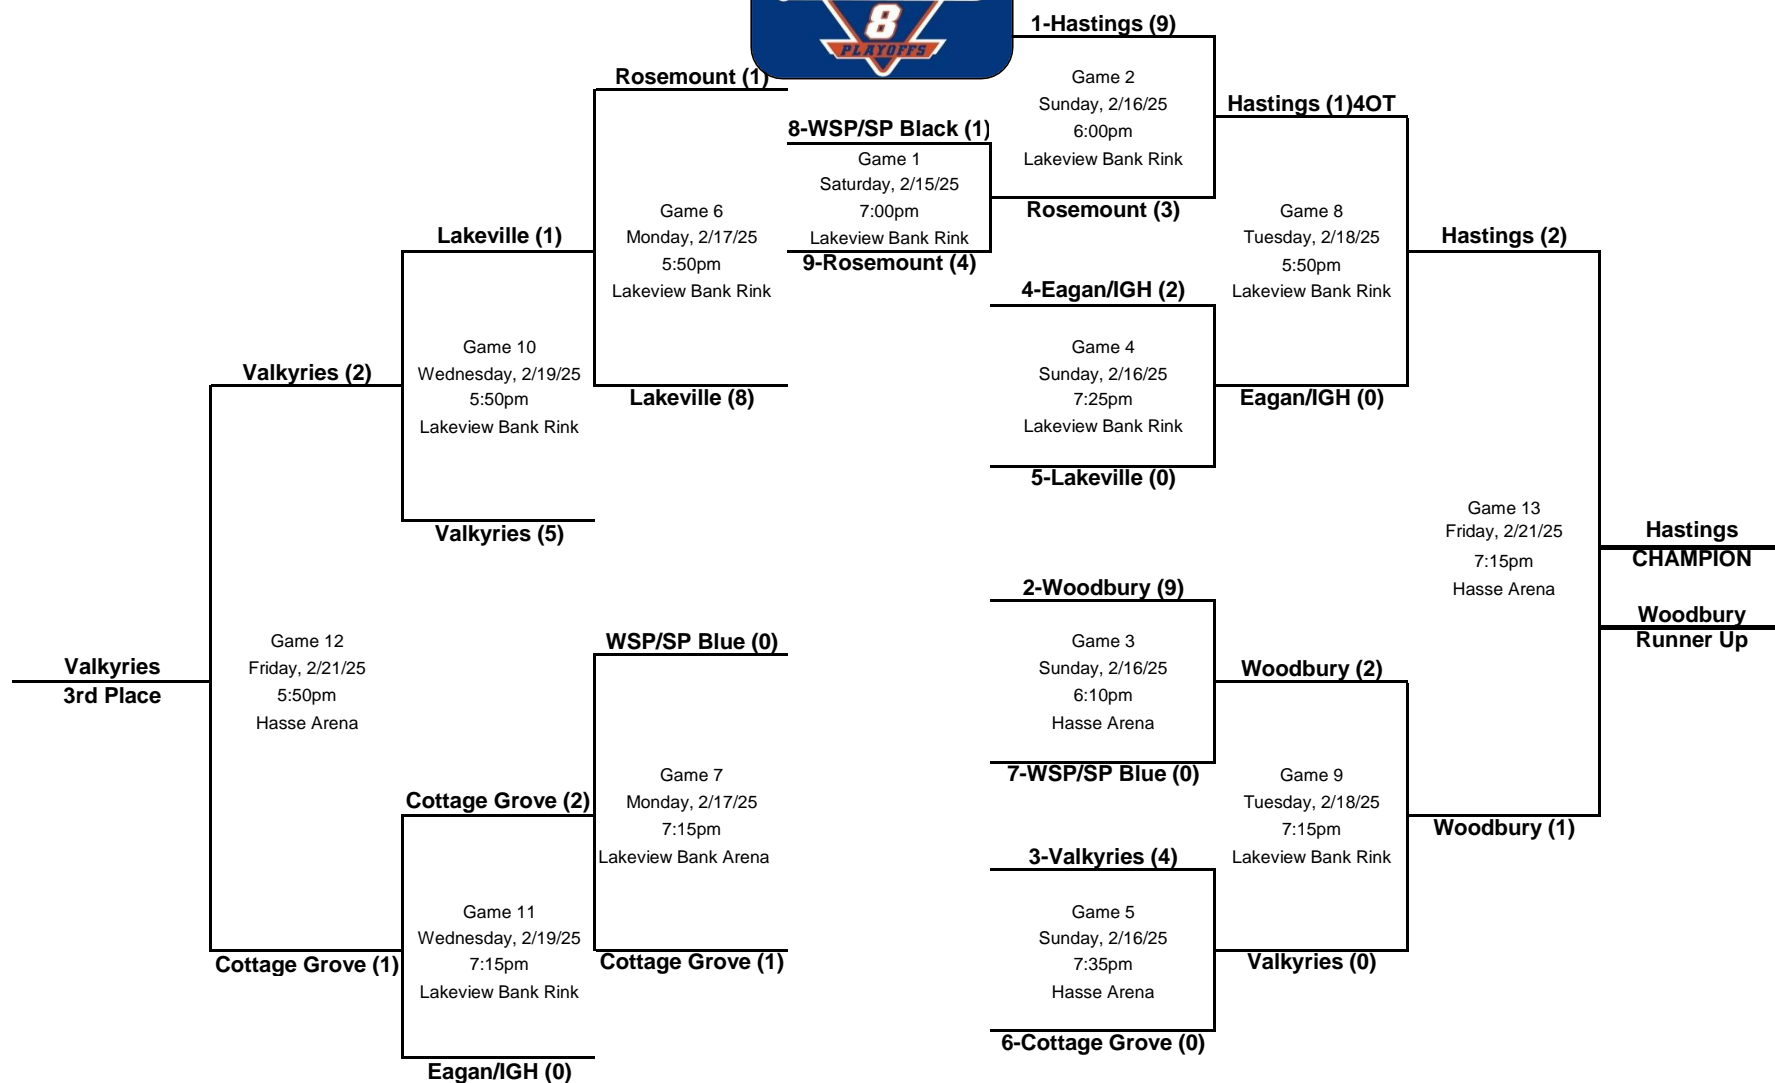 8
PLAYOFFS
1-Hastings (9)
Rosemount (1)
Game 2
Sunday, 2/16/25
6:00pm
Lakeview Bank Rink
Hastings (1)4OT
8-WSP/SP Black (1)
Game 1
Saturday, 2/15/25
7:00pm
Lakeview Bank Rink
9-Rosemount (4)
Rosemount (3)
Game 6
Monday, 2/17/25
5:50pm
Lakeview Bank Rink
Lakeville (1)
Game 8
Tuesday, 2/18/25
5:50pm
Lakeview Bank Rink
Hastings (2)
4-Eagan/IGH (2)
Game 4
Sunday, 2/16/25
7:25pm
Lakeview Bank Rink
5-Lakeville (0)
Eagan/IGH (0)
Game 10
Wednesday, 2/19/25
5:50pm
Lakeview Bank Rink
Valkyries (2)
Lakeville (8)
Valkyries (5)
Game 13
Friday, 2/21/25
7:15pm
Hasse Arena
Hastings
CHAMPION
Woodbury
Runner Up
2-Woodbury (9)
Game 3
Sunday, 2/16/25
6:10pm
Hasse Arena
7-WSP/SP Blue (0)
Woodbury (2)
Game 12
Friday, 2/21/25
5:50pm
Hasse Arena
Valkyries
3rd Place
WSP/SP Blue (0)
Game 7
Monday, 2/17/25
7:15pm
Lakeview Bank Arena
Cottage Grove (2)
Game 9
Tuesday, 2/18/25
7:15pm
Lakeview Bank Rink
Woodbury (1)
3-Valkyries (4)
Game 5
Sunday, 2/16/25
7:35pm
Hasse Arena
6-Cottage Grove (0)
Valkyries (0)
Game 11
Wednesday, 2/19/25
7:15pm
Lakeview Bank Rink
Cottage Grove (1)
Cottage Grove (1)
Eagan/IGH (0)